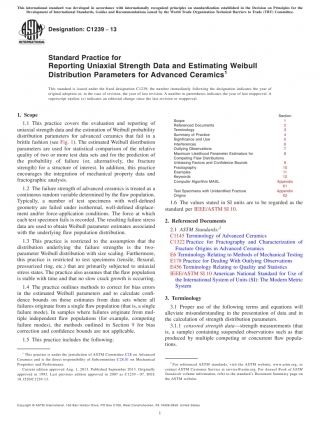 This international standard was developed in accordance with internationally recognized principles on standardization established in the Decision on Principles for the
Development of International Standards, Guides and Recommendations issued by the World Trade Organization Technical Barriers to Trade (TBT) Committee.
Designation: C1239 − 13
INTERNATIONAL
Standard Practice for
Reporting Uniaxial Strength Data and Estimating Weibull
Distribution Parameters for Advanced Ceramics1
This standard is issued under the fixed designation C1239; the number immediately following the designation indicates the year of
original adoption or, in the case of revision, the year of last revision. A number in parentheses indicates the year of last reapproval. A
superscript epsilon (ε) indicates an editorial change since the last revision or reapproval.
1. Scope
1.1 This practice covers the evaluation and reporting of
uniaxial strength data and the estimation of Weibull probability
distribution parameters for advanced ceramics that fail in a
brittle fashion (see Fig. 1). The estimated Weibull distribution
parameters are used for statistical comparison of the relative
quality of two or more test data sets and for the prediction of
the probability of failure (or, alternatively, the fracture
strength) for a structure of interest. In addition, this practice
encourages the integration of mechanical property data and
fractographic analysis.
1.2 The failure strength of advanced ceramics is treated as a
continuous random variable determined by the flaw population.
Typically, a number of test specimens with well-defined
geometry are failed under isothermal, well-defined displace-
ment and/or force-application conditions. The force at which
each test specimen fails is recorded. The resulting failure stress
data are used to obtain Weibull parameter estimates associated
with the underlying flaw population distribution.
1.3 This practice is restricted to the assumption that the
distribution underlying the failure strengths is the two-
parameter Weibull distribution with size scaling. Furthermore,
this practice is restricted to test specimens (tensile, flexural,
pressurized ring, etc.) that are primarily subjected to uniaxial
stress states. The practice also assumes that the flaw population
is stable with time and that no slow crack growth is occurring.
1.4 The practice outlines methods to correct for bias errors
in the estimated Weibull parameters and to calculate confi-
dence bounds on those estimates from data sets where all
failures originate from a single flaw population (that is, a single
failure mode). In samples where failures originate from mul-
tiple independent flaw populations (for example, competing
failure modes), the methods outlined in Section 9 for bias
correction and confidence bounds are not applicable.
1.5 This practice includes the following:
1 This practice is under the jurisdiction of ASTM Committee C28 on Advanced
Ceramics and is the direct responsibility of Subcommittee C28.01 on Mechanical
Properties and Performance.
Current edition approved Aug. 1, 2013. Published September 2013. Originally
approved in 1993. Last previous edition approved in 2007 as C1239 – 07. DOI:
10.1520/C1239-13.
Section
Scope 1
Referenced Documents 2
Terminology 3
Summary of Practice 4
Significance and Use 5
Interferences 6
Outlying Observations 7
Maximum Likelihood Parameters Estimators for
Competing Flaw Distributions 8
Unbiasing Factors and Confidence Bounds 9
Fractography 10
Examples 11
Keywords 12
Computer Algorithm MAXL Appendix
X1
Test Specimens with Unidentified Fracture Appendix
Origins X2
1.6 The values stated in SI units are to be regarded as the
standard per IEEE/ASTM SI 10.
2. Referenced Documents
2.1 ASTM Standards:2
C1145 Terminology of Advanced Ceramics
C1322 Practice for Fractography and Characterization of
Fracture Origins in Advanced Ceramics
E6 Terminology Relating to Methods of Mechanical Testing
E178 Practice for Dealing With Outlying Observations
E456 Terminology Relating to Quality and Statistics
IEEE/ASTM SI 10 American National Standard for Use of
the International System of Units (SI): The Modern Metric
System
3. Terminology
3.1 Proper use of the following terms and equations will
alleviate misunderstanding in the presentation of data and in
the calculation of strength distribution parameters.
3.1.1 censored strength data—strength measurements (that
is, a sample) containing suspended observations such as that
produced by multiple competing or concurrent flaw popula-
tions.
2 For referenced ASTM standards, visit the ASTM website, www.astm.org, or
contact ASTM Customer Service at service@astm.org. For Annual Book of ASTM
Standards volume information, refer to the standard's Document Summary page on
the ASTM website.
Copyright © ASTM International, 100 Barr Harbor Drive, PO Box C700, West Conshohocken, PA 19428-2959. United States
1